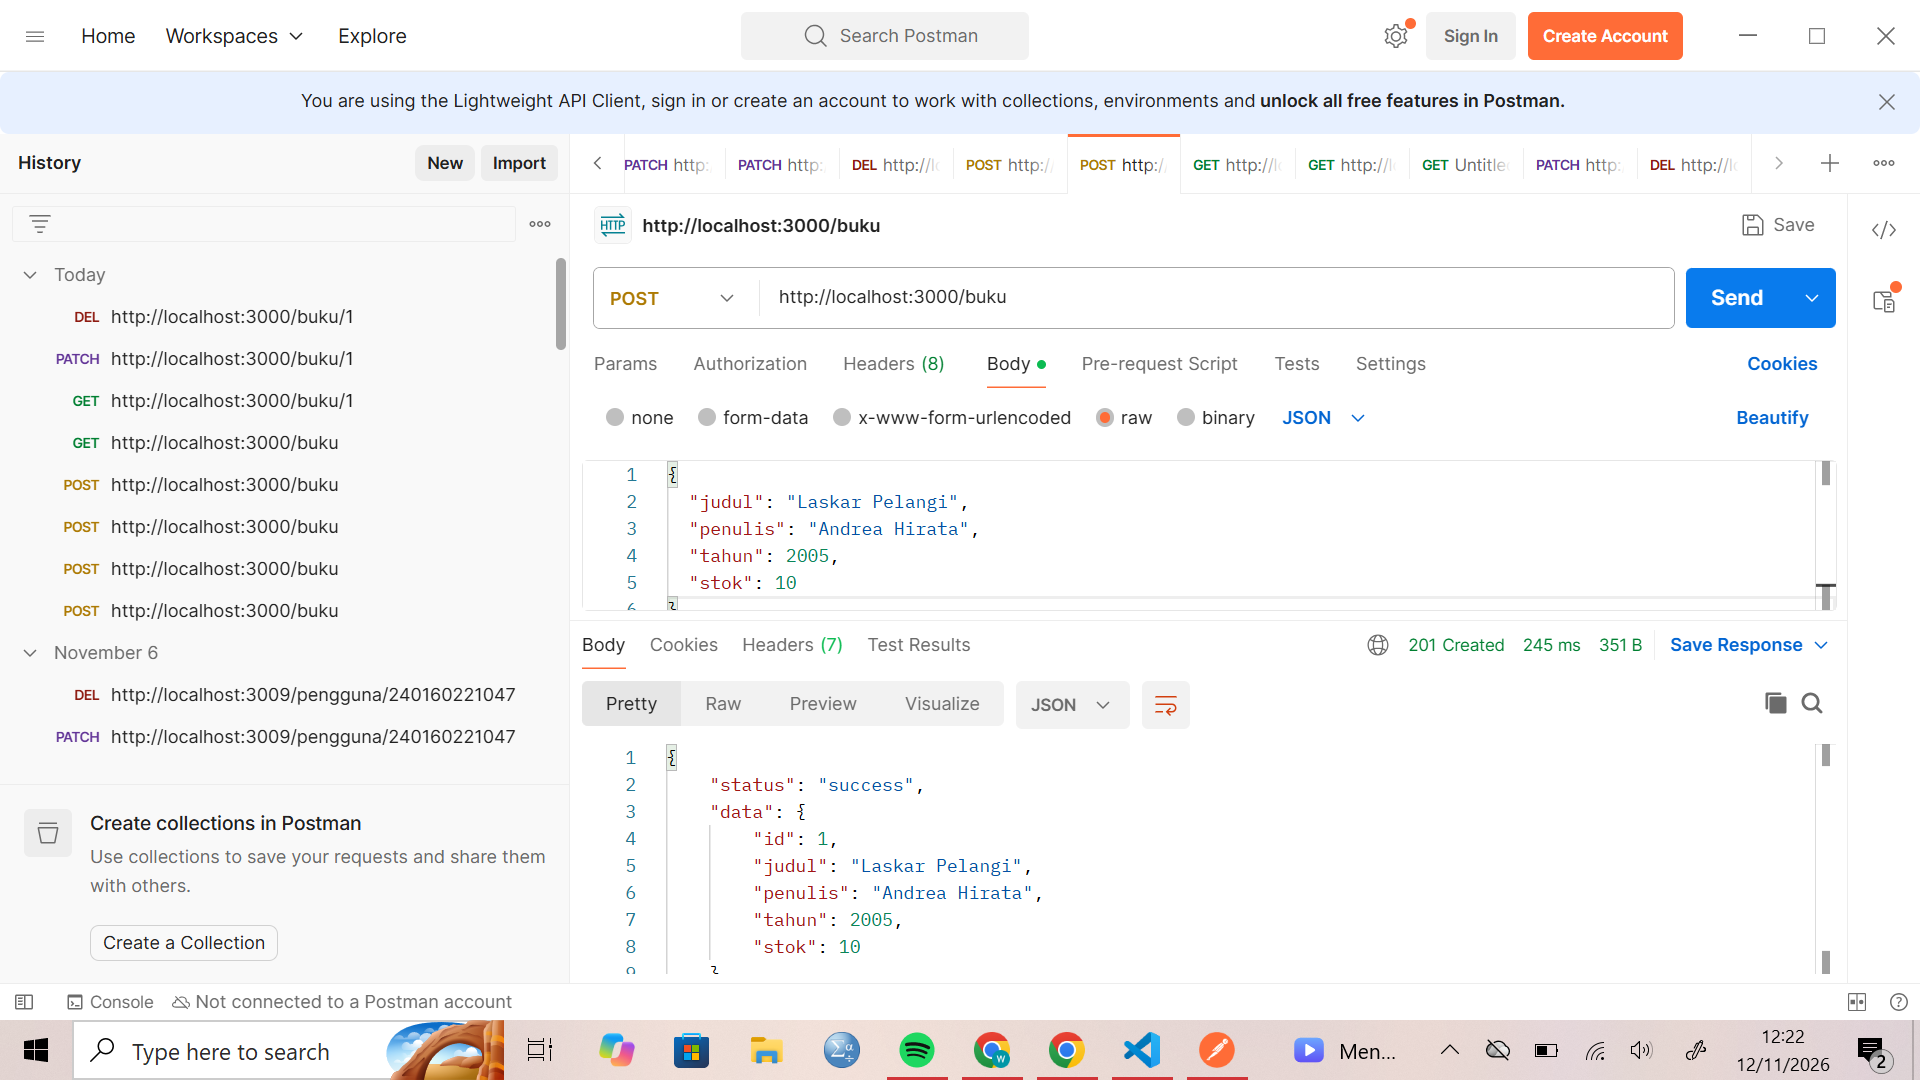 Home Workspaces Explore Search Postman Sign In Create Account
You are using the Lightweight API Client, sign in or create an account to work with collections, environments and unlock all free features in Postman.
History New Import
PATCH http: PATCH http: DEL http://l POST http:/ POST http:/ GET http://l GET http://l GET Untitle PATCH http: DEL http://l
HTTP http://localhost:3000/buku Save
POST http://localhost:3000/buku Send
Params Authorization Headers (8) Body Pre-request Script Tests Settings Cookies
none form-data x-www-form-urlencoded raw binary JSON Beautify
1 {
2 "judul": "Laskar Pelangi",
3 "penulis": "Andrea Hirata",
4 "tahun": 2005,
5 "stok": 10
6 }
Today
DEL http://localhost:3000/buku/1
PATCH http://localhost:3000/buku/1
GET http://localhost:3000/buku/1
GET http://localhost:3000/buku
POST http://localhost:3000/buku
POST http://localhost:3000/buku
POST http://localhost:3000/buku
POST http://localhost:3000/buku
November 6
DEL http://localhost:3009/pengguna/240160221047
PATCH http://localhost:3009/pengguna/240160221047
Create collections in Postman
Use collections to save your requests and share them
with others.
Create a Collection
Body Cookies Headers (7) Test Results 201 Created 245 ms 351 B Save Response
Pretty Raw Preview Visualize JSON
1 {
2 "status": "success",
3 "data": {
4 "id": 1,
5 "judul": "Laskar Pelangi",
6 "penulis": "Andrea Hirata",
7 "tahun": 2005,
8 "stok": 10
9 }
Console Not connected to a Postman account
Type here to search Men... 12:22
12/11/2026 2